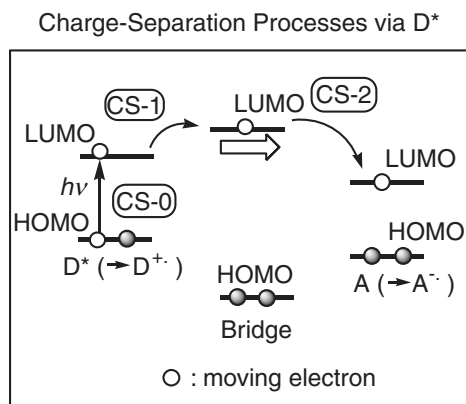 Charge-Separation Processes via D*
CS-1
LUMO
CS-2
LUMO
LUMO
hν
CS-0
HOMO
HOMO
D* (→ D⁺·)
HOMO
A (→A⁻·)
Bridge
O : moving electron